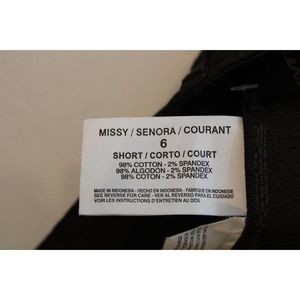 MISSY / SENORA / COURANT
6
SHORT / CORTO / COURT
98% COTTON - 2% SPANDEX
98% ALGODON - 2% SPANDEX
98% COTON - 2% SPANDEX
MADE IN INDONESIA - HECHO EN INDONESIA - FABRIQUE EN INDONESIE
SEE REVERSE FOR CARE - VER AL REVERSO PARA EL CUIDADO
VOIR LES INSTRUCTIONS D'ENTRETIEN AU DOS